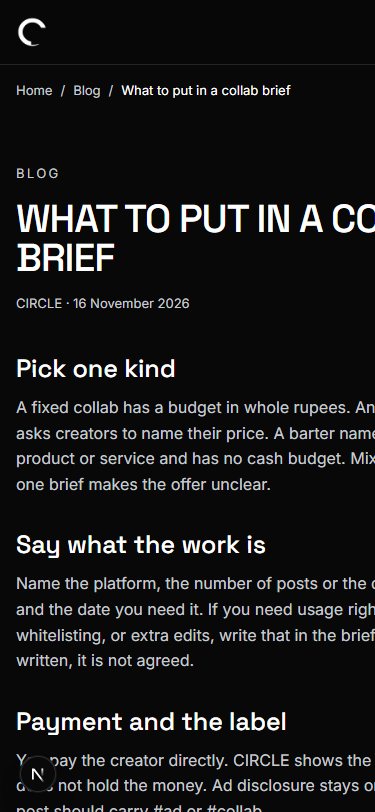 Home / Blog / What to put in a collab brief
BLOG
WHAT TO PUT IN A CO
BRIEF
CIRCLE · 16 November 2026
Pick one kind
A fixed collab has a budget in whole rupees. An
asks creators to name their price. A barter name
product or service and has no cash budget. Mix
one brief makes the offer unclear.
Say what the work is
Name the platform, the number of posts or the
and the date you need it. If you need usage righ
whitelisting, or extra edits, write that in the brief
written, it is not agreed.
Payment and the label
pay the creator directly. CIRCLE shows the
not hold the money. Ad disclosure stays o
N
post should carry #ad or #collab